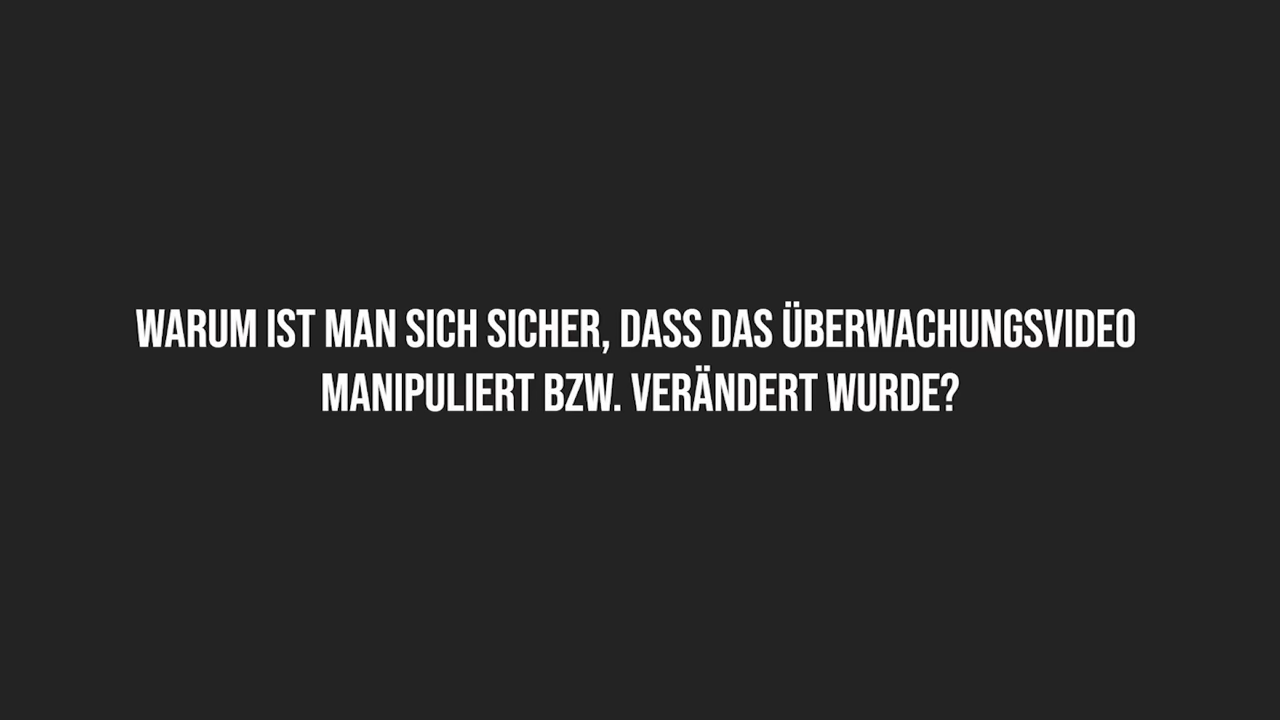 WARUM IST MAN SICH SICHER, DASS DAS ÜBERWACHUNGSVIDEO
MANIPULIERT BZW. VERÄNDERT WURDE?